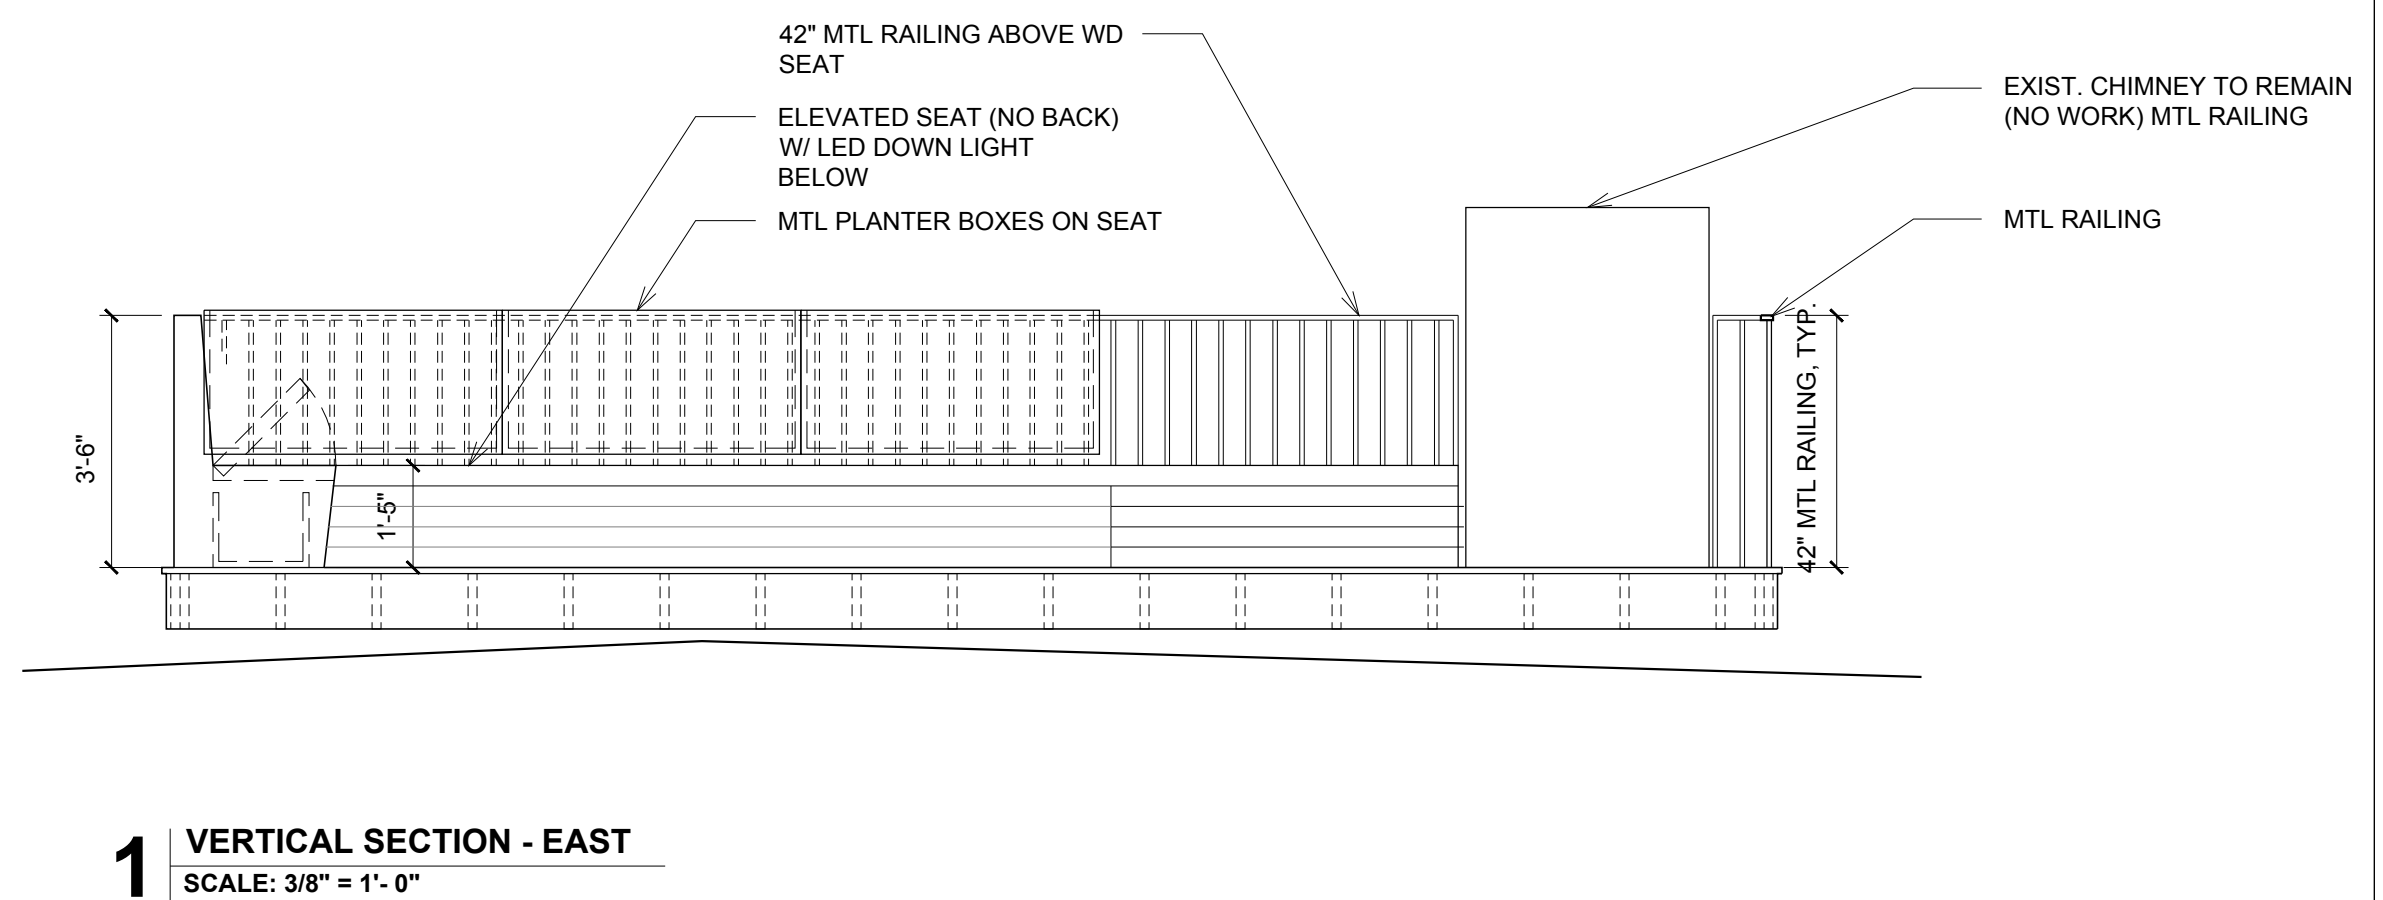 42" MTL RAILING ABOVE WD
SEAT
ELEVATED SEAT (NO BACK)
W/ LED DOWN LIGHT
BELOW
MTL PLANTER BOXES ON SEAT
EXIST. CHIMNEY TO REMAIN
(NO WORK) MTL RAILING
MTL RAILING
3'-6"
1'-5"
42" MTL RAILING, TYP.
1
VERTICAL SECTION - EAST
SCALE: 3/8" = 1'- 0"